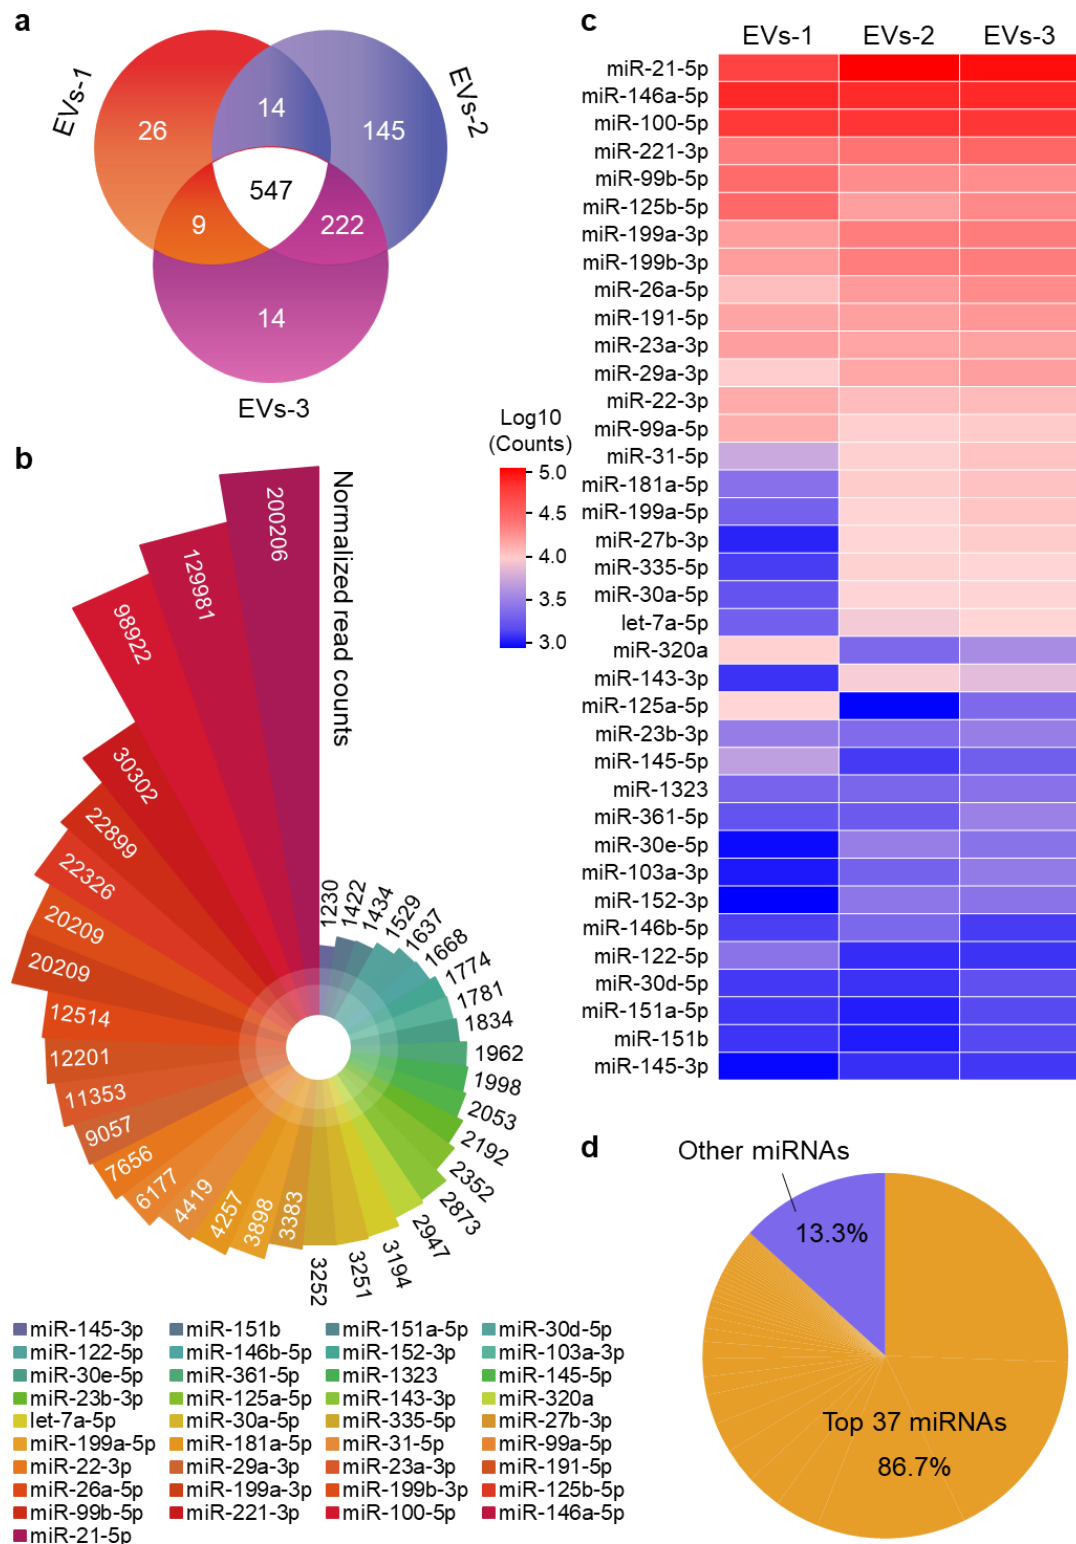 a
EVs-1
EVs-2
EVs-3
26
14
145
547
9
222
14
b
Normalized read counts
200206
129981
98922
30302
22899
22326
20209
20209
12514
12201
11353
9057
7656
6177
4419
4257
3898
3383
3252
3251
3194
2947
2873
2352
2192
2053
1998
1962
1834
1781
1774
1668
1637
1529
1434
1422
1230
miR-145-3p miR-151b miR-151a-5p miR-30d-5p
miR-122-5p miR-146b-5p miR-152-3p miR-103a-3p
miR-30e-5p miR-361-5p miR-1323 miR-145-5p
miR-23b-3p miR-125a-5p miR-143-3p miR-320a
let-7a-5p miR-30a-5p miR-335-5p miR-27b-3p
miR-199a-5p miR-181a-5p miR-31-5p miR-99a-5p
miR-22-3p miR-29a-3p miR-23a-3p miR-191-5p
miR-26a-5p miR-199a-3p miR-199b-3p miR-125b-5p
miR-99b-5p miR-221-3p miR-100-5p miR-146a-5p
miR-21-5p
c
EVs-1 EVs-2 EVs-3
miR-21-5p
miR-146a-5p
miR-100-5p
miR-221-3p
miR-99b-5p
miR-125b-5p
miR-199a-3p
miR-199b-3p
miR-26a-5p
miR-191-5p
miR-23a-3p
miR-29a-3p
miR-22-3p
miR-99a-5p
miR-31-5p
miR-181a-5p
miR-199a-5p
miR-27b-3p
miR-335-5p
miR-30a-5p
let-7a-5p
miR-320a
miR-143-3p
miR-125a-5p
miR-23b-3p
miR-145-5p
miR-1323
miR-361-5p
miR-30e-5p
miR-103a-3p
miR-152-3p
miR-146b-5p
miR-122-5p
miR-30d-5p
miR-151a-5p
miR-151b
miR-145-3p
Log10
(Counts)
5.0
4.5
4.0
3.5
3.0
d
Other miRNAs
13.3%
Top 37 miRNAs
86.7%